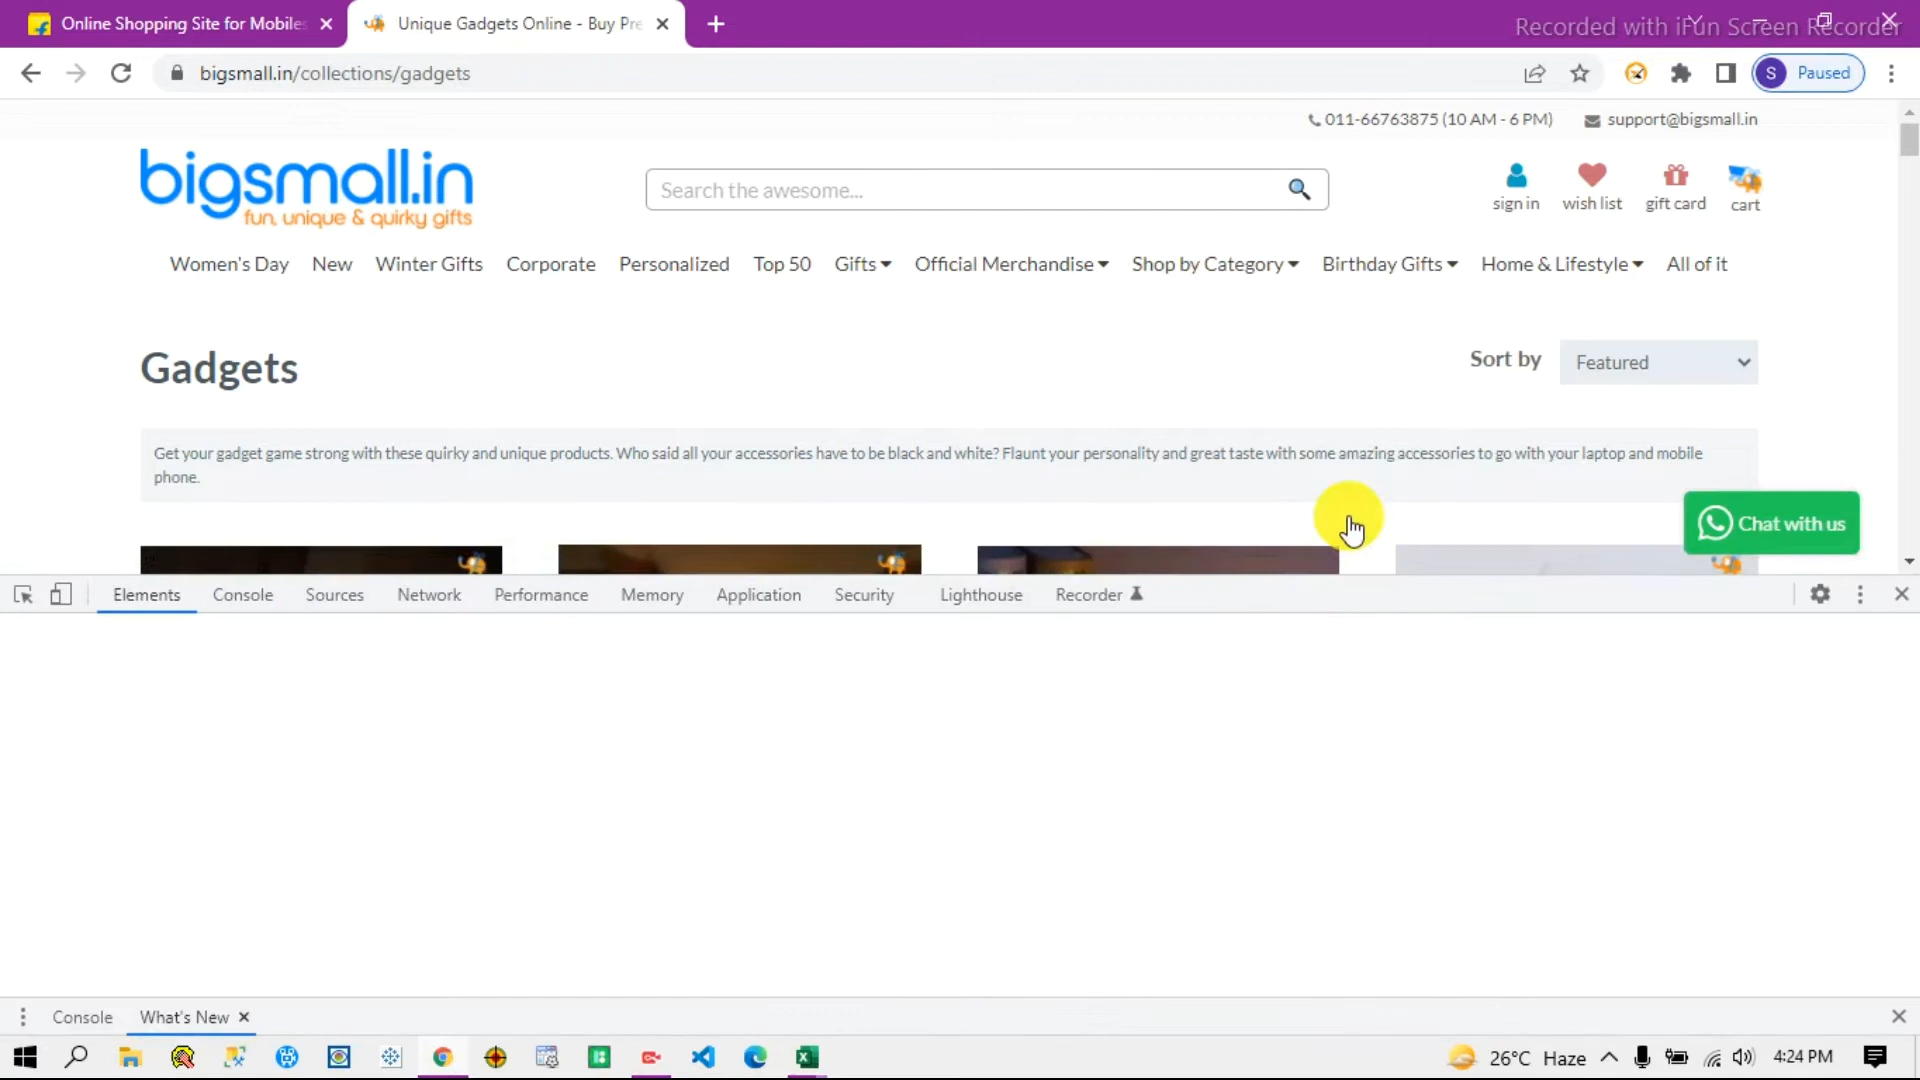 Online Shopping Site for Mobiles
Unique Gadgets Online - Buy Pre
Recorded with iFun Screen Recorder
bigsmall.in/collections/gadgets
S Paused
011-66763875 (10 AM - 6 PM) support@bigsmall.in
bigsmall.in
fun, unique & quirky gifts
Search the awesome...
sign in wish list gift card cart
Women's Day New Winter Gifts Corporate Personalized Top 50 Gifts Official Merchandise Shop by Category Birthday Gifts Home & Lifestyle All of it
Gadgets
Sort by Featured
Get your gadget game strong with these quirky and unique products. Who said all your accessories have to be black and white? Flaunt your personality and great taste with some amazing accessories to go with your laptop and mobile
phone.
Chat with us
Elements Console Sources Network Performance Memory Application Security Lighthouse Recorder
Console What's New
26°C Haze 4:24 PM